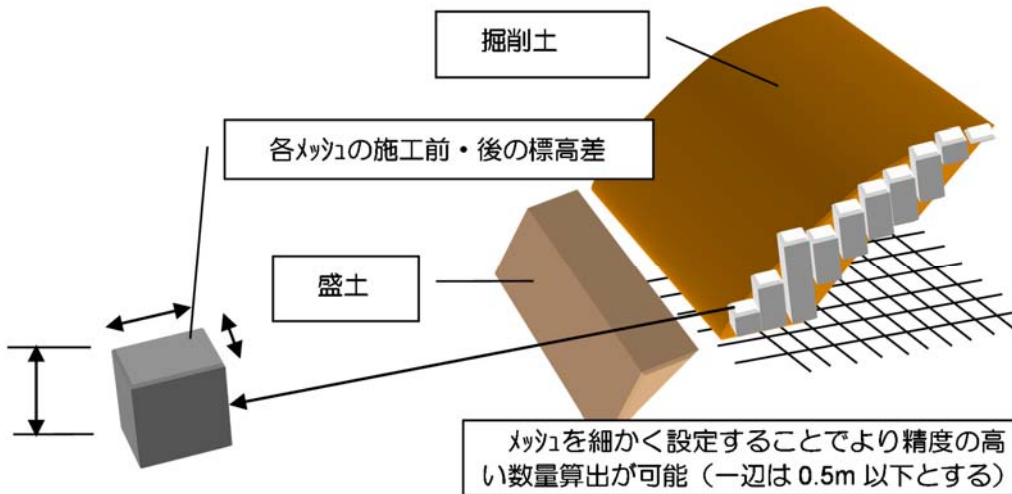 掘削土
各ﾒｯｼｭの施工前・後の標高差
盛土
ﾒｯｼｭを細かく設定することでより精度の高
い数量算出が可能（一辺は 0.5m 以下とする）